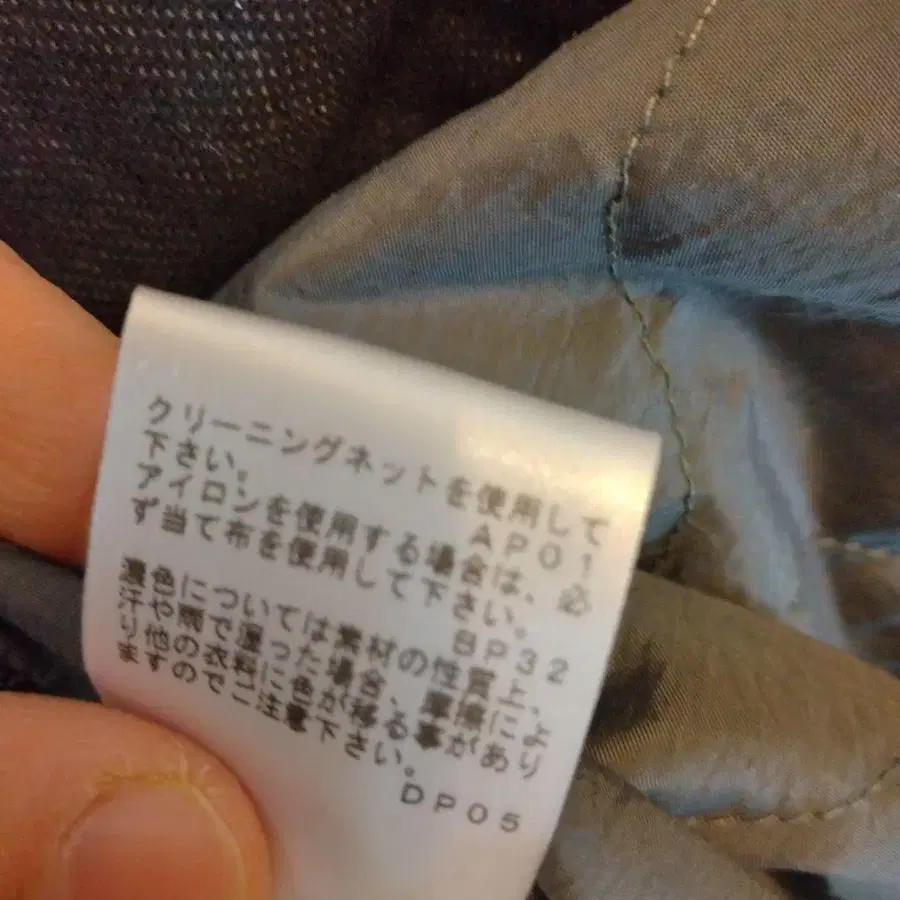 クリーニングネットを使用して
下さい。 AP01
アイロンを使用する場合は、必
ず当て布を使用して下さい。
BP32
濃色については素材の性質上、
汗や雨で湿った場合、摩擦によ
り他の衣料に色が移る事があり
ますのでご注意下さい。
DP05